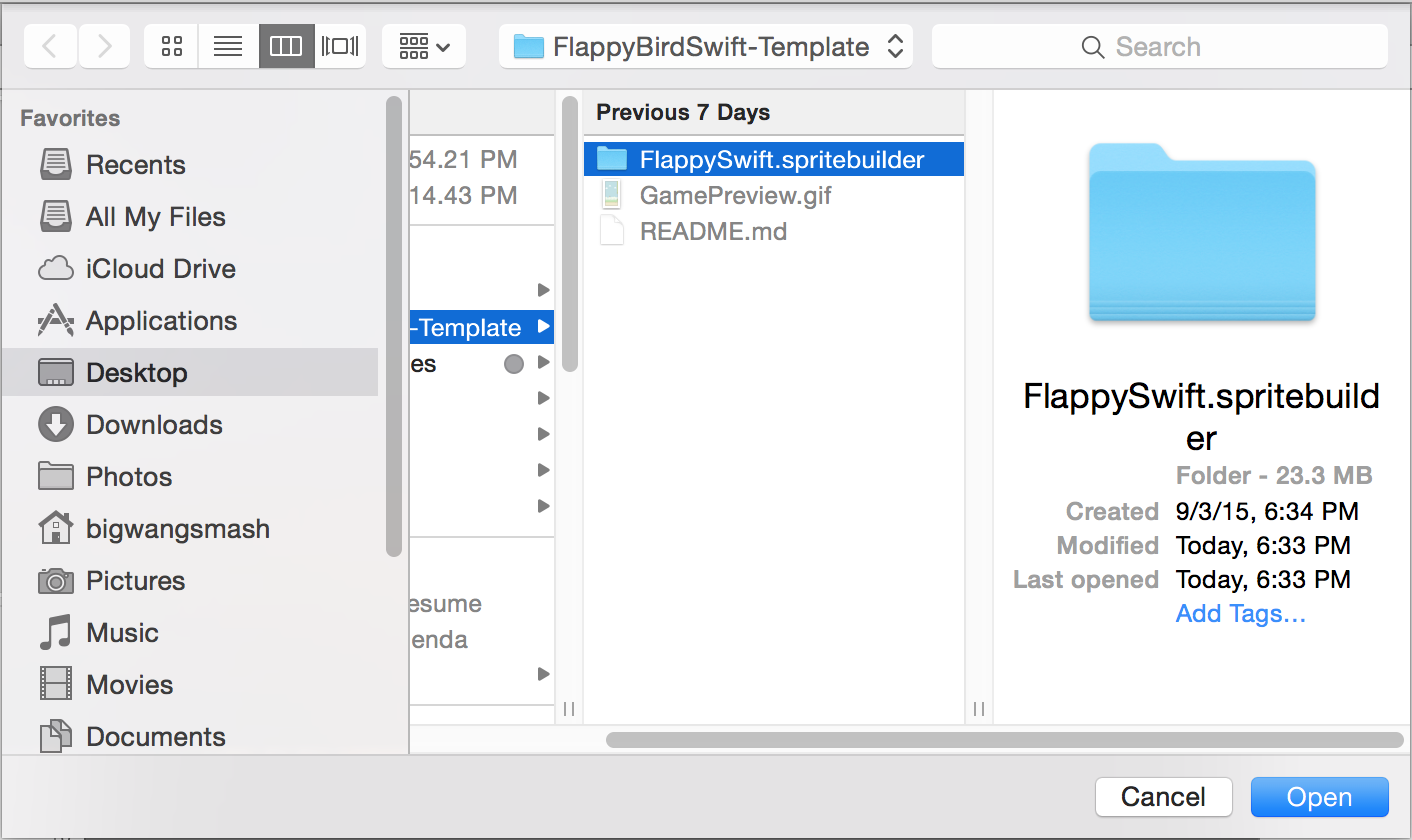 FlappyBirdSwift-Template
Search
Favorites
Recents
All My Files
iCloud Drive
Applications
Desktop
Downloads
Photos
bigwangsmash
Pictures
Music
Movies
Documents
54.21 PM
14.43 PM
-Template
es
esume
enda
Previous 7 Days
FlappySwift.spritebuilder
GamePreview.gif
README.md
FlappySwift.spritebuild
er
Folder - 23.3 MB
Created 9/3/15, 6:34 PM
Modified Today, 6:33 PM
Last opened Today, 6:33 PM
Add Tags...
Cancel Open